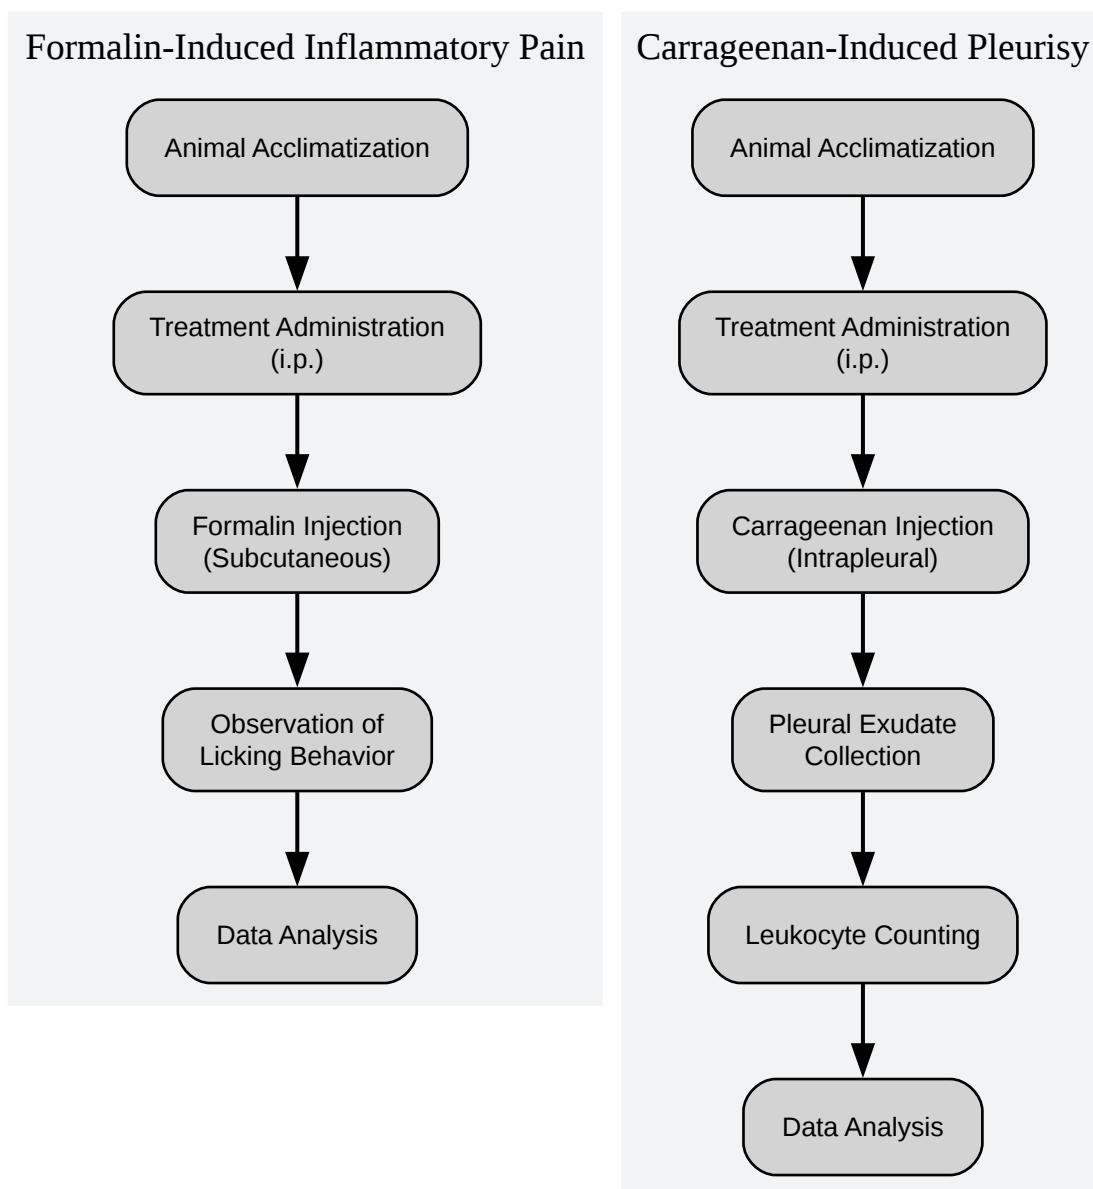 Formalin-Induced Inflammatory Pain
Animal Acclimatization
Treatment Administration
(i.p.)
Formalin Injection
(Subcutaneous)
Observation of
Licking Behavior
Data Analysis
Carrageenan-Induced Pleurisy
Animal Acclimatization
Treatment Administration
(i.p.)
Carrageenan Injection
(Intrapleural)
Pleural Exudate
Collection
Leukocyte Counting
Data Analysis